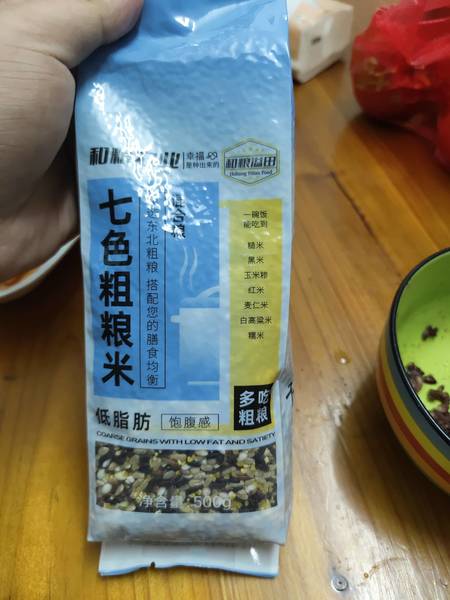 和粮农业
幸福
是种出来的
和粮溢田
混合粮
七色粗粮米
东北粗粮 搭配您的膳食均衡
一碗饭
能吃到
糙米
黑米
玉米糁
红米
麦仁米
白高粱米
糯米
多吃
粗粮
低脂肪
饱腹感
COARSE GRAINS WITH LOW FAT AND SATIETY
净含量:500g